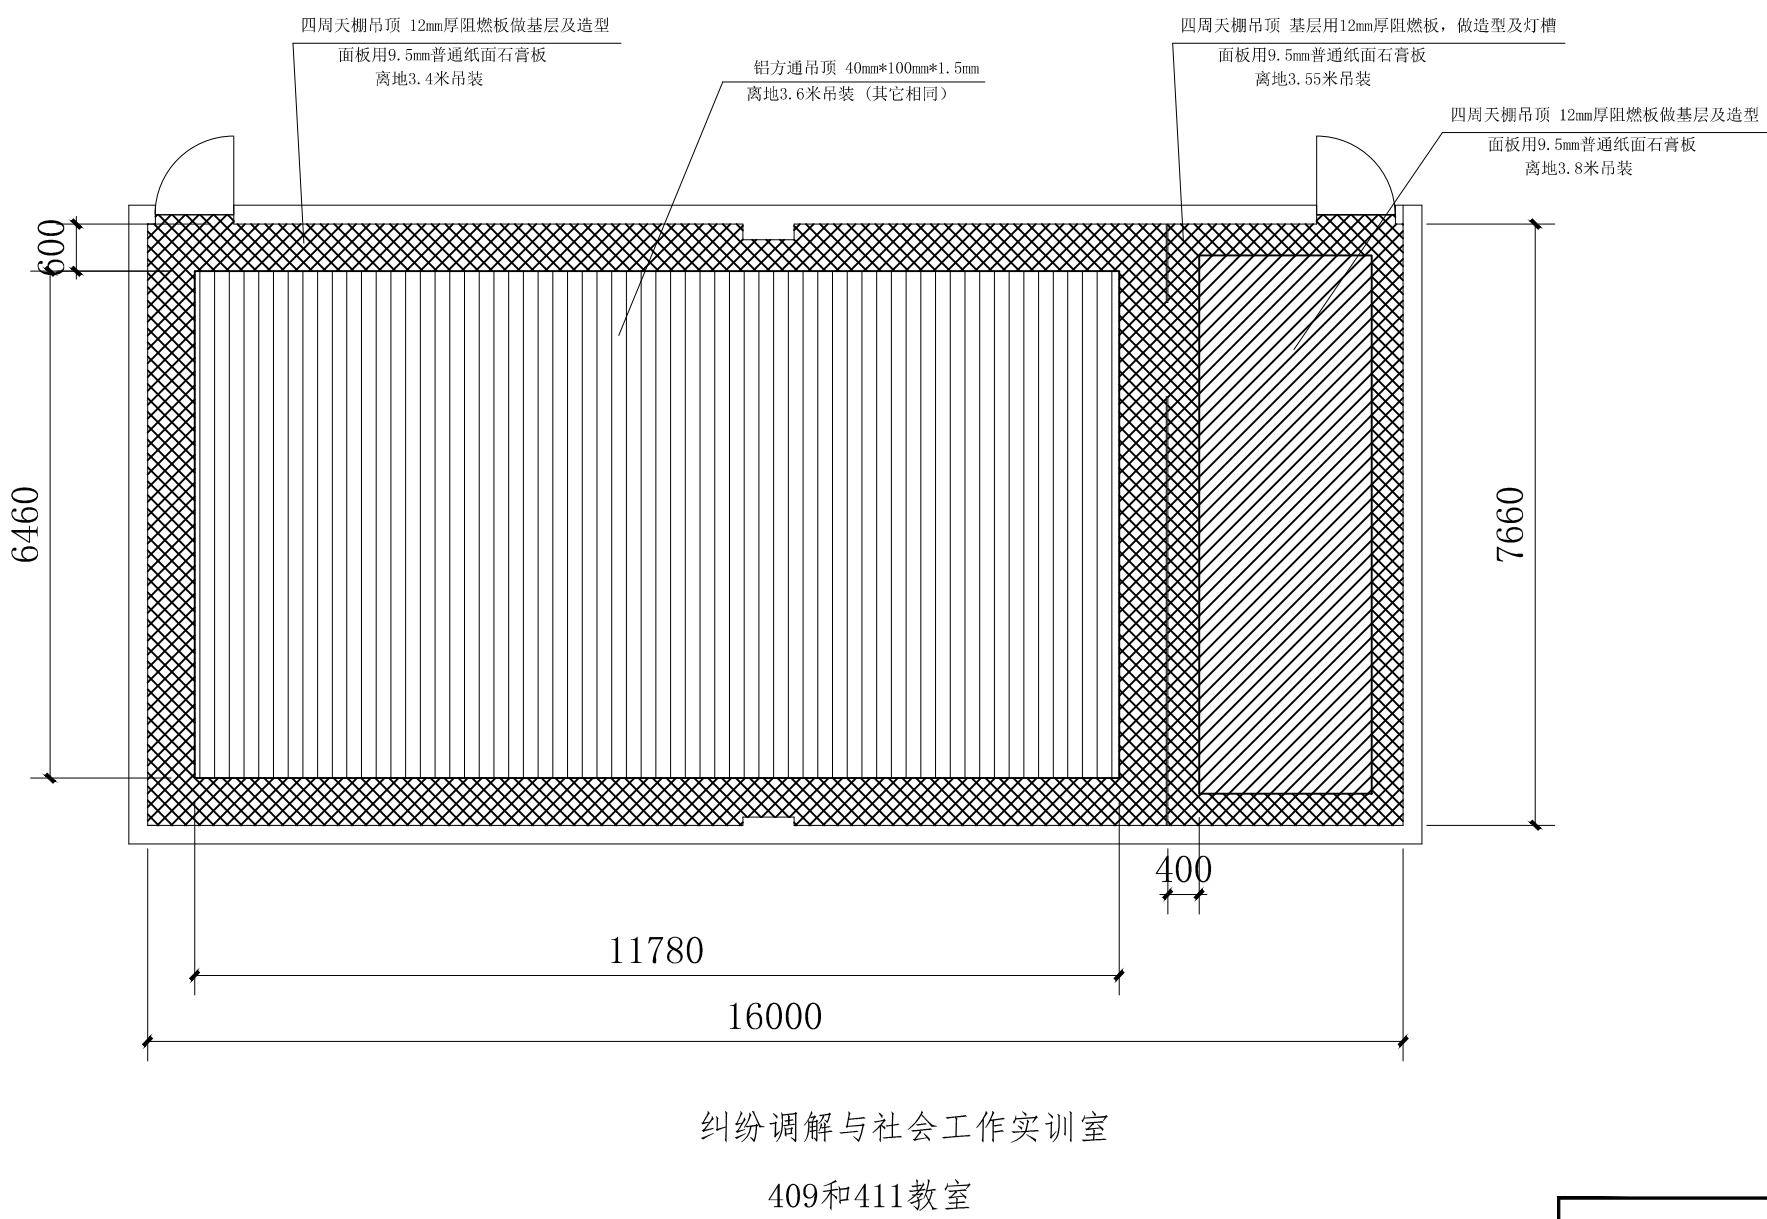 四周天棚吊顶 12mm厚阻燃板做基层及造型
面板用9.5mm普通纸面石膏板
离地3.4米吊装
铝方通吊顶 40mm*100mm*1.5mm
离地3.6米吊装（其它相同）
四周天棚吊顶 基层用12mm厚阻燃板，做造型及灯槽
面板用9.5mm普通纸面石膏板
离地3.55米吊装
四周天棚吊顶 12mm厚阻燃板做基层及造型
面板用9.5mm普通纸面石膏板
离地3.8米吊装
600
6460
7660
400
11780
16000
纠纷调解与社会工作实训室
409和411教室